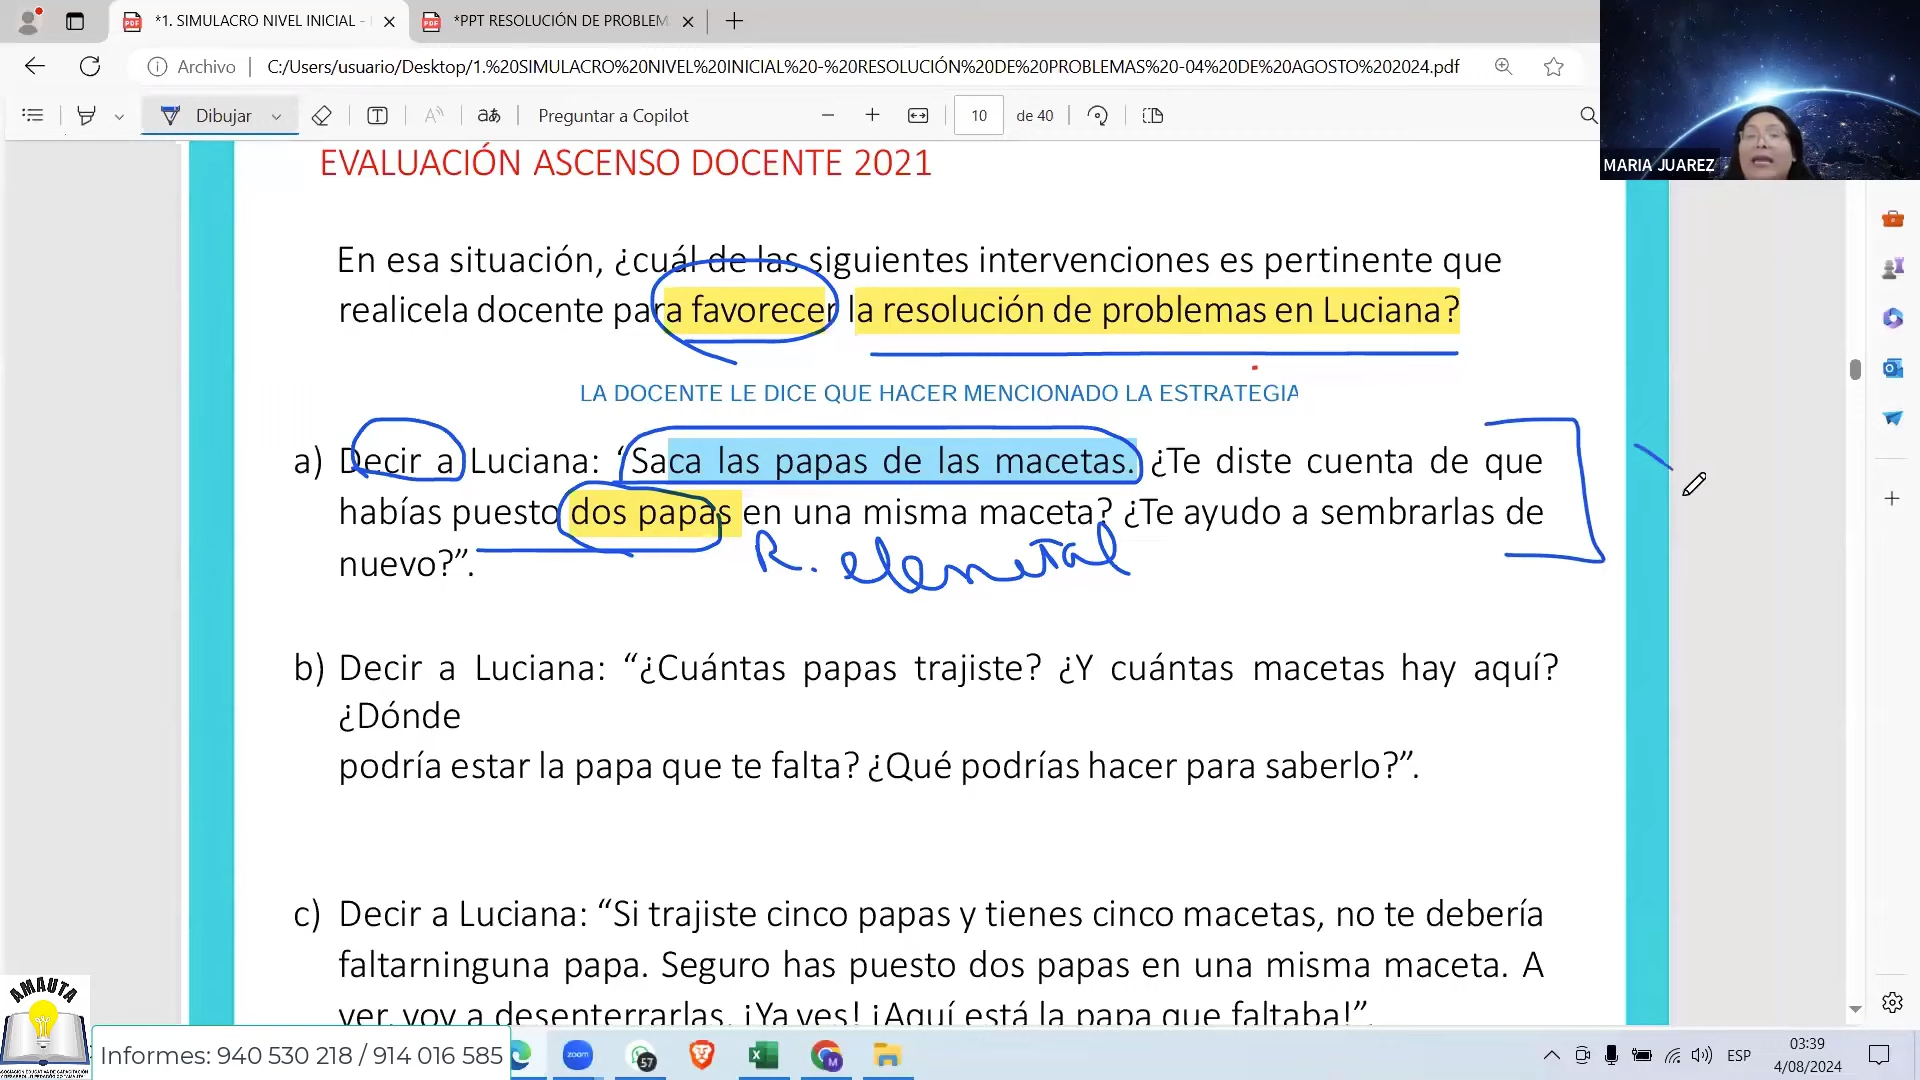 *1. SIMULACRO NIVEL INICIAL -
*PPT RESOLUCIÓN DE PROBLEM
Archivo
C:/Users/usuario/Desktop/1.%20SIMULACRO%20NIVEL%20INICIAL%20-%20RESOLUCIÓN%20DE%20PROBLEMAS%20-04%20DE%20AGOSTO%202024.pdf
Dibujar
aあ
Preguntar a Copilot
10 de 40
MARIA JUAREZ
EVALUACIÓN ASCENSO DOCENTE 2021
En esa situación, ¿cuál de las siguientes intervenciones es pertinente que
realicela docente para favorecer la resolución de problemas en Luciana?
LA DOCENTE LE DICE QUE HACER MENCIONADO LA ESTRATEGIA
a) Decir a Luciana: “Saca las papas de las macetas. ¿Te diste cuenta de que
habías puesto dos papas en una misma maceta? ¿Te ayudo a sembrarlas de
nuevo?”.
R. elemetal
b) Decir a Luciana: “¿Cuántas papas trajiste? ¿Y cuántas macetas hay aquí?
¿Dónde
podría estar la papa que te falta? ¿Qué podrías hacer para saberlo?”.
c) Decir a Luciana: “Si trajiste cinco papas y tienes cinco macetas, no te debería
faltarninguna papa. Seguro has puesto dos papas en una misma maceta. A
ver, voy a desenterrarlas. ¡Ya ves! ¡Aquí está la papa que faltaba!”.
AMAUTA
Informes: 940 530 218 / 914 016 585
zoom
57
M
ESP
03:39
4/08/2024